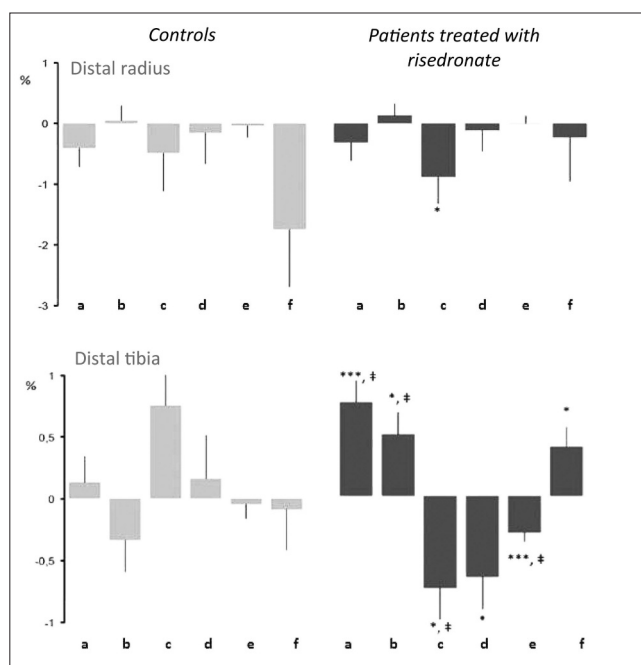 Controls
Patients treated with
risedronate
%
Distal radius
1
0
-1
-2
-3
*
a b c d e f
a b c d e f
Distal tibia
%
1
0,5
0
-0,5
-1
***, ‡
*, ‡
*
***, ‡
*, ‡
*
a b c d e f
a b c d e f